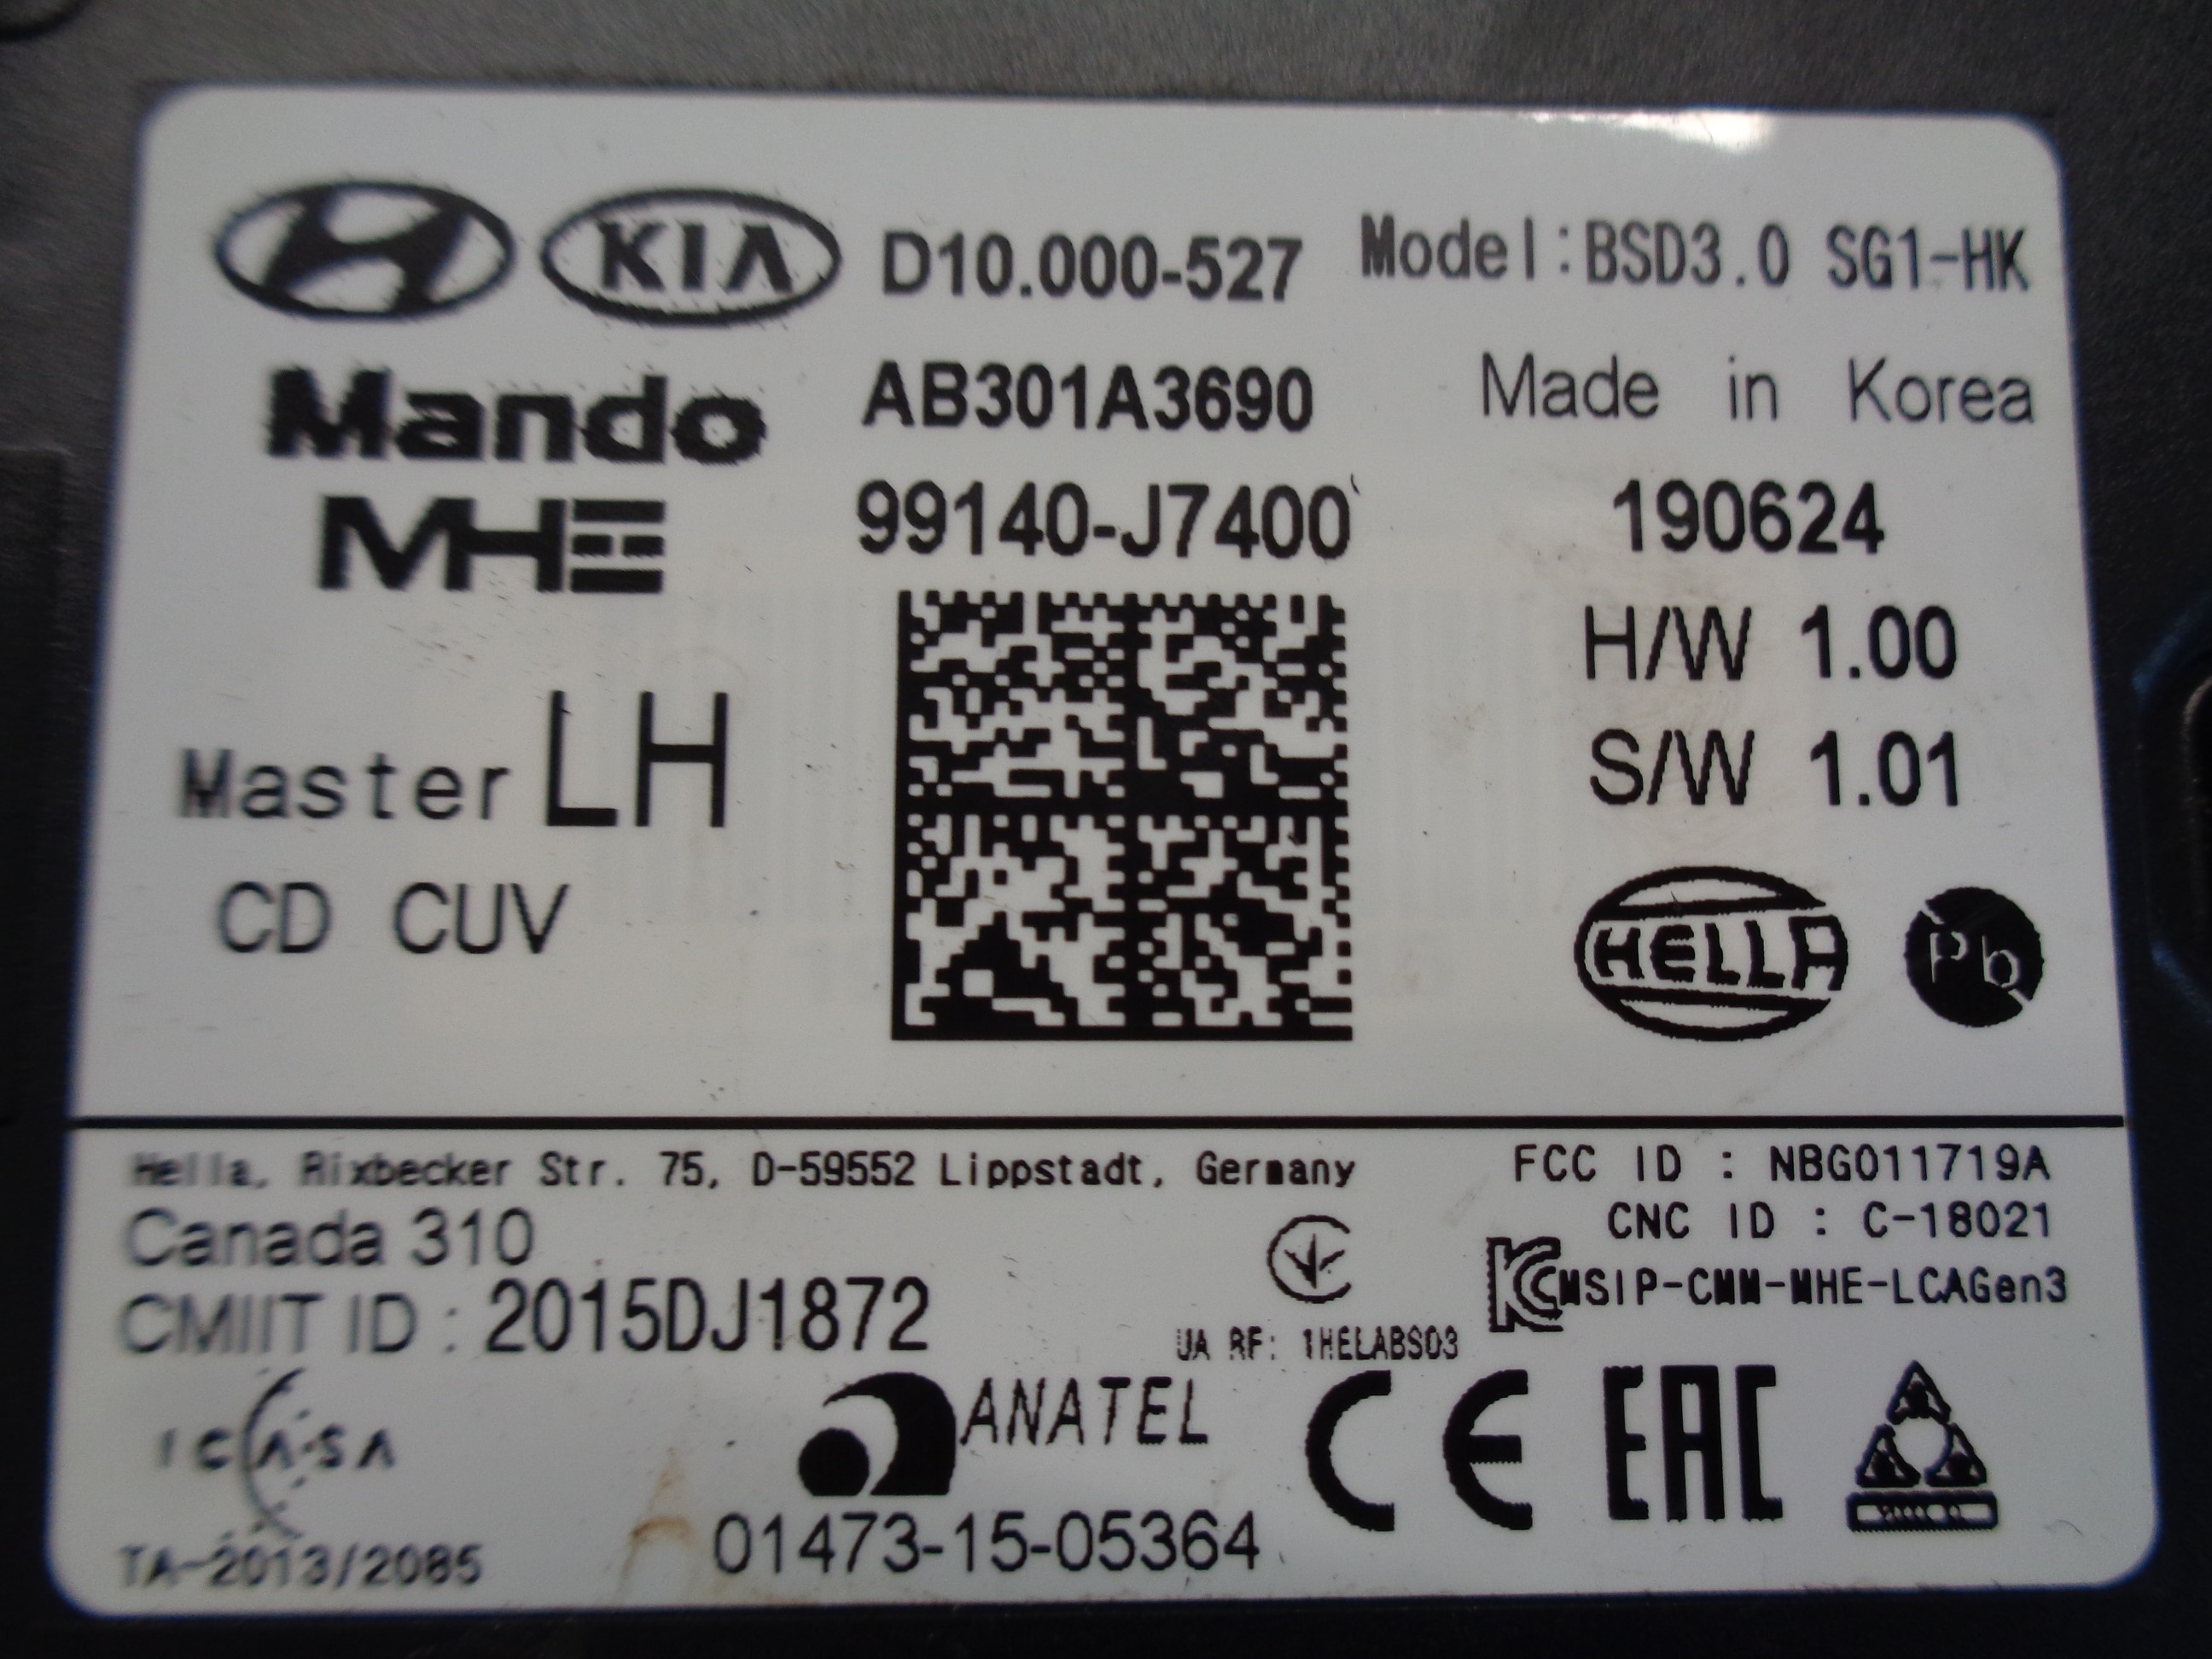 KIA D10.000-527 Model:BSD3.0 SG1-HK
Mando AB301A3690 Made in Korea
MHE 99140-J7400 190624
H/W 1.00
Master LH S/W 1.01
CD CUV HELLA Pb
Hella, Rixbecker Str. 75, D-59552 Lippstadt, Germany FCC ID : NBG011719A
Canada 310 CNC ID : C-18021
CMIIT ID : 2015DJ1872 MSIP-CMM-MHE-LCAGen3
UA RF: 1HELABSD3
ICASA ANATEL CE EAC
TA-2013/2085 01473-15-05364